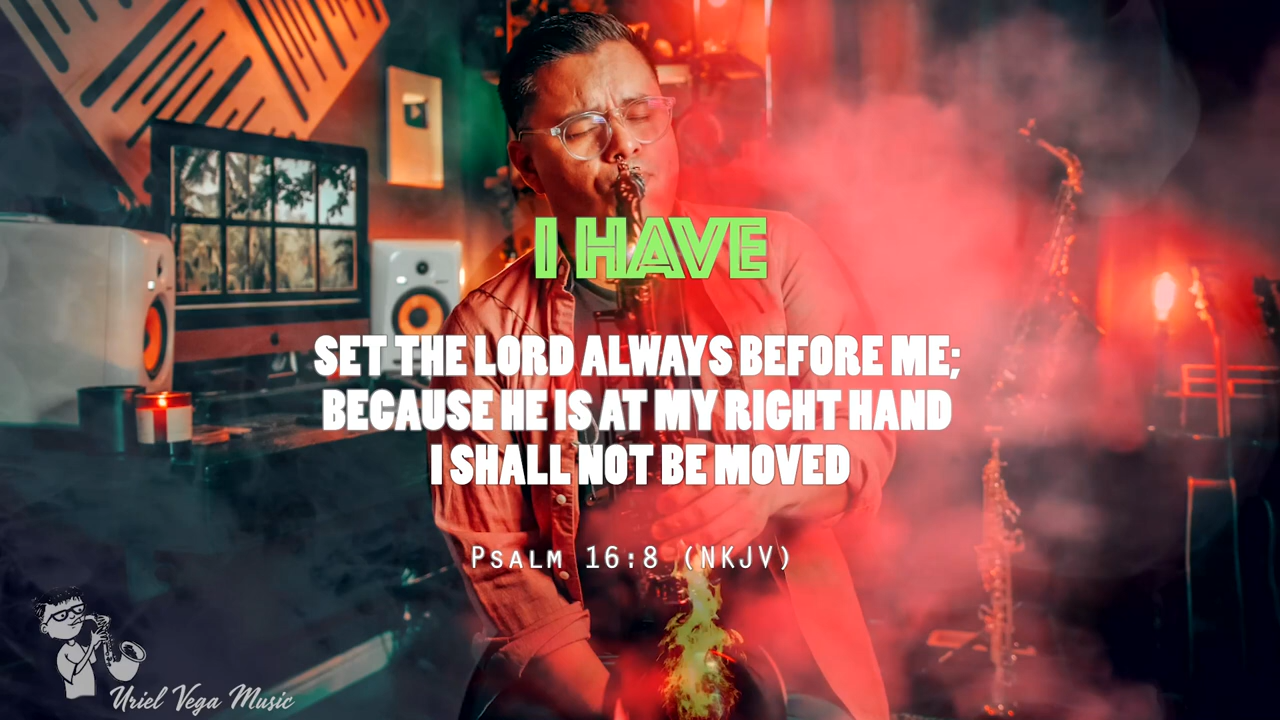 I HAVE
SET THE LORD ALWAYS BEFORE ME;
BECAUSE HE IS AT MY RIGHT HAND
I SHALL NOT BE MOVED
Psalm 16:8 (NKJV)
Uriel Vega Music